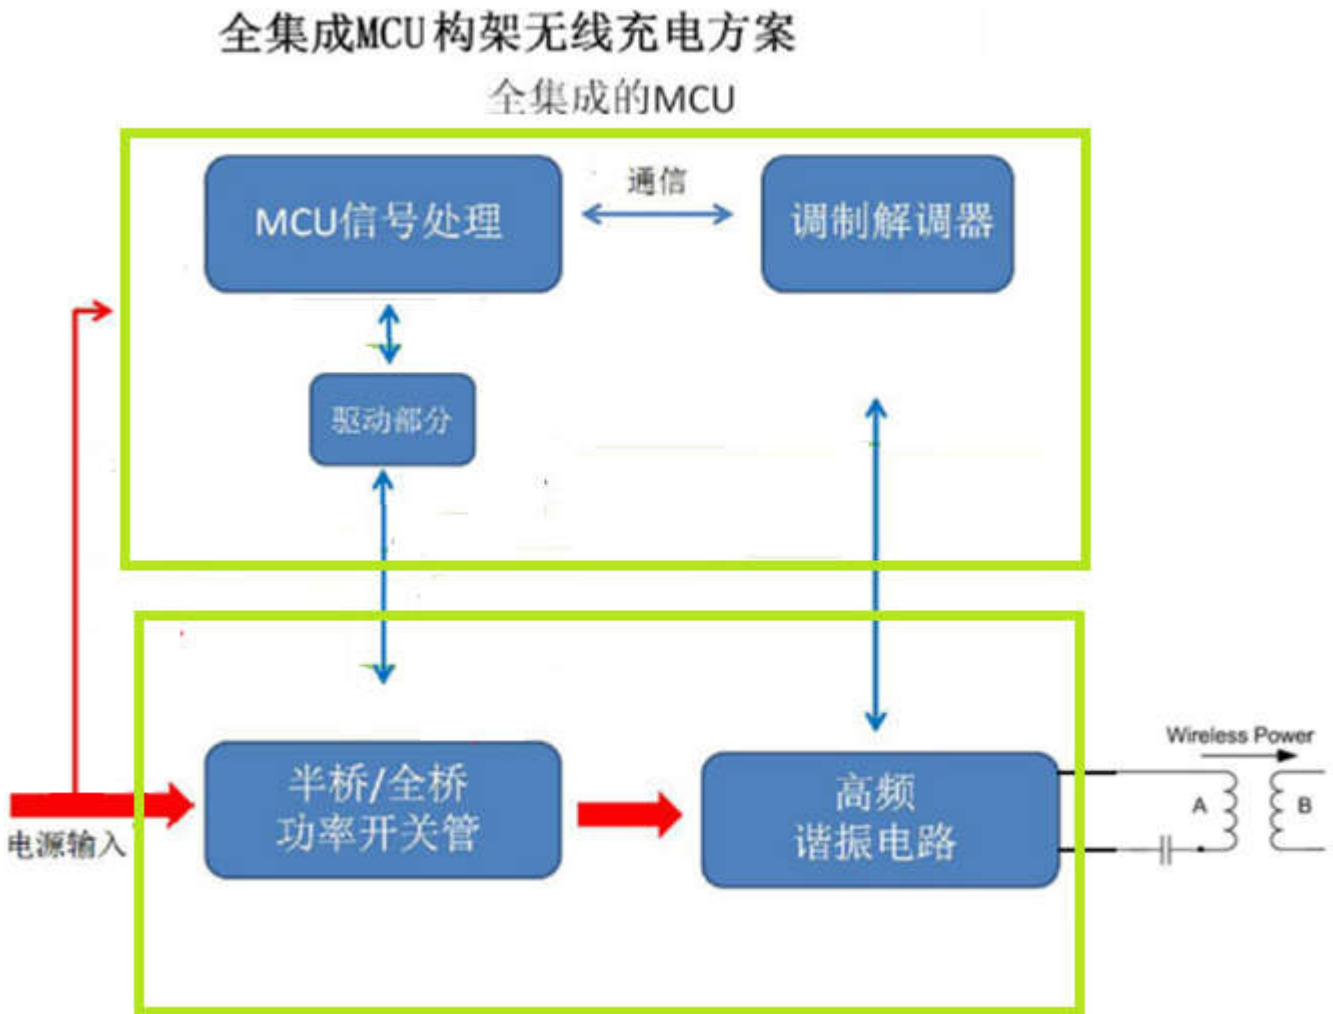 全集成MCU构架无线充电方案
全集成的MCU
MCU信号处理
通信
调制解调器
驱动部分
半桥/全桥
功率开关管
高频
谐振电路
电源输入
Wireless Power
A
B